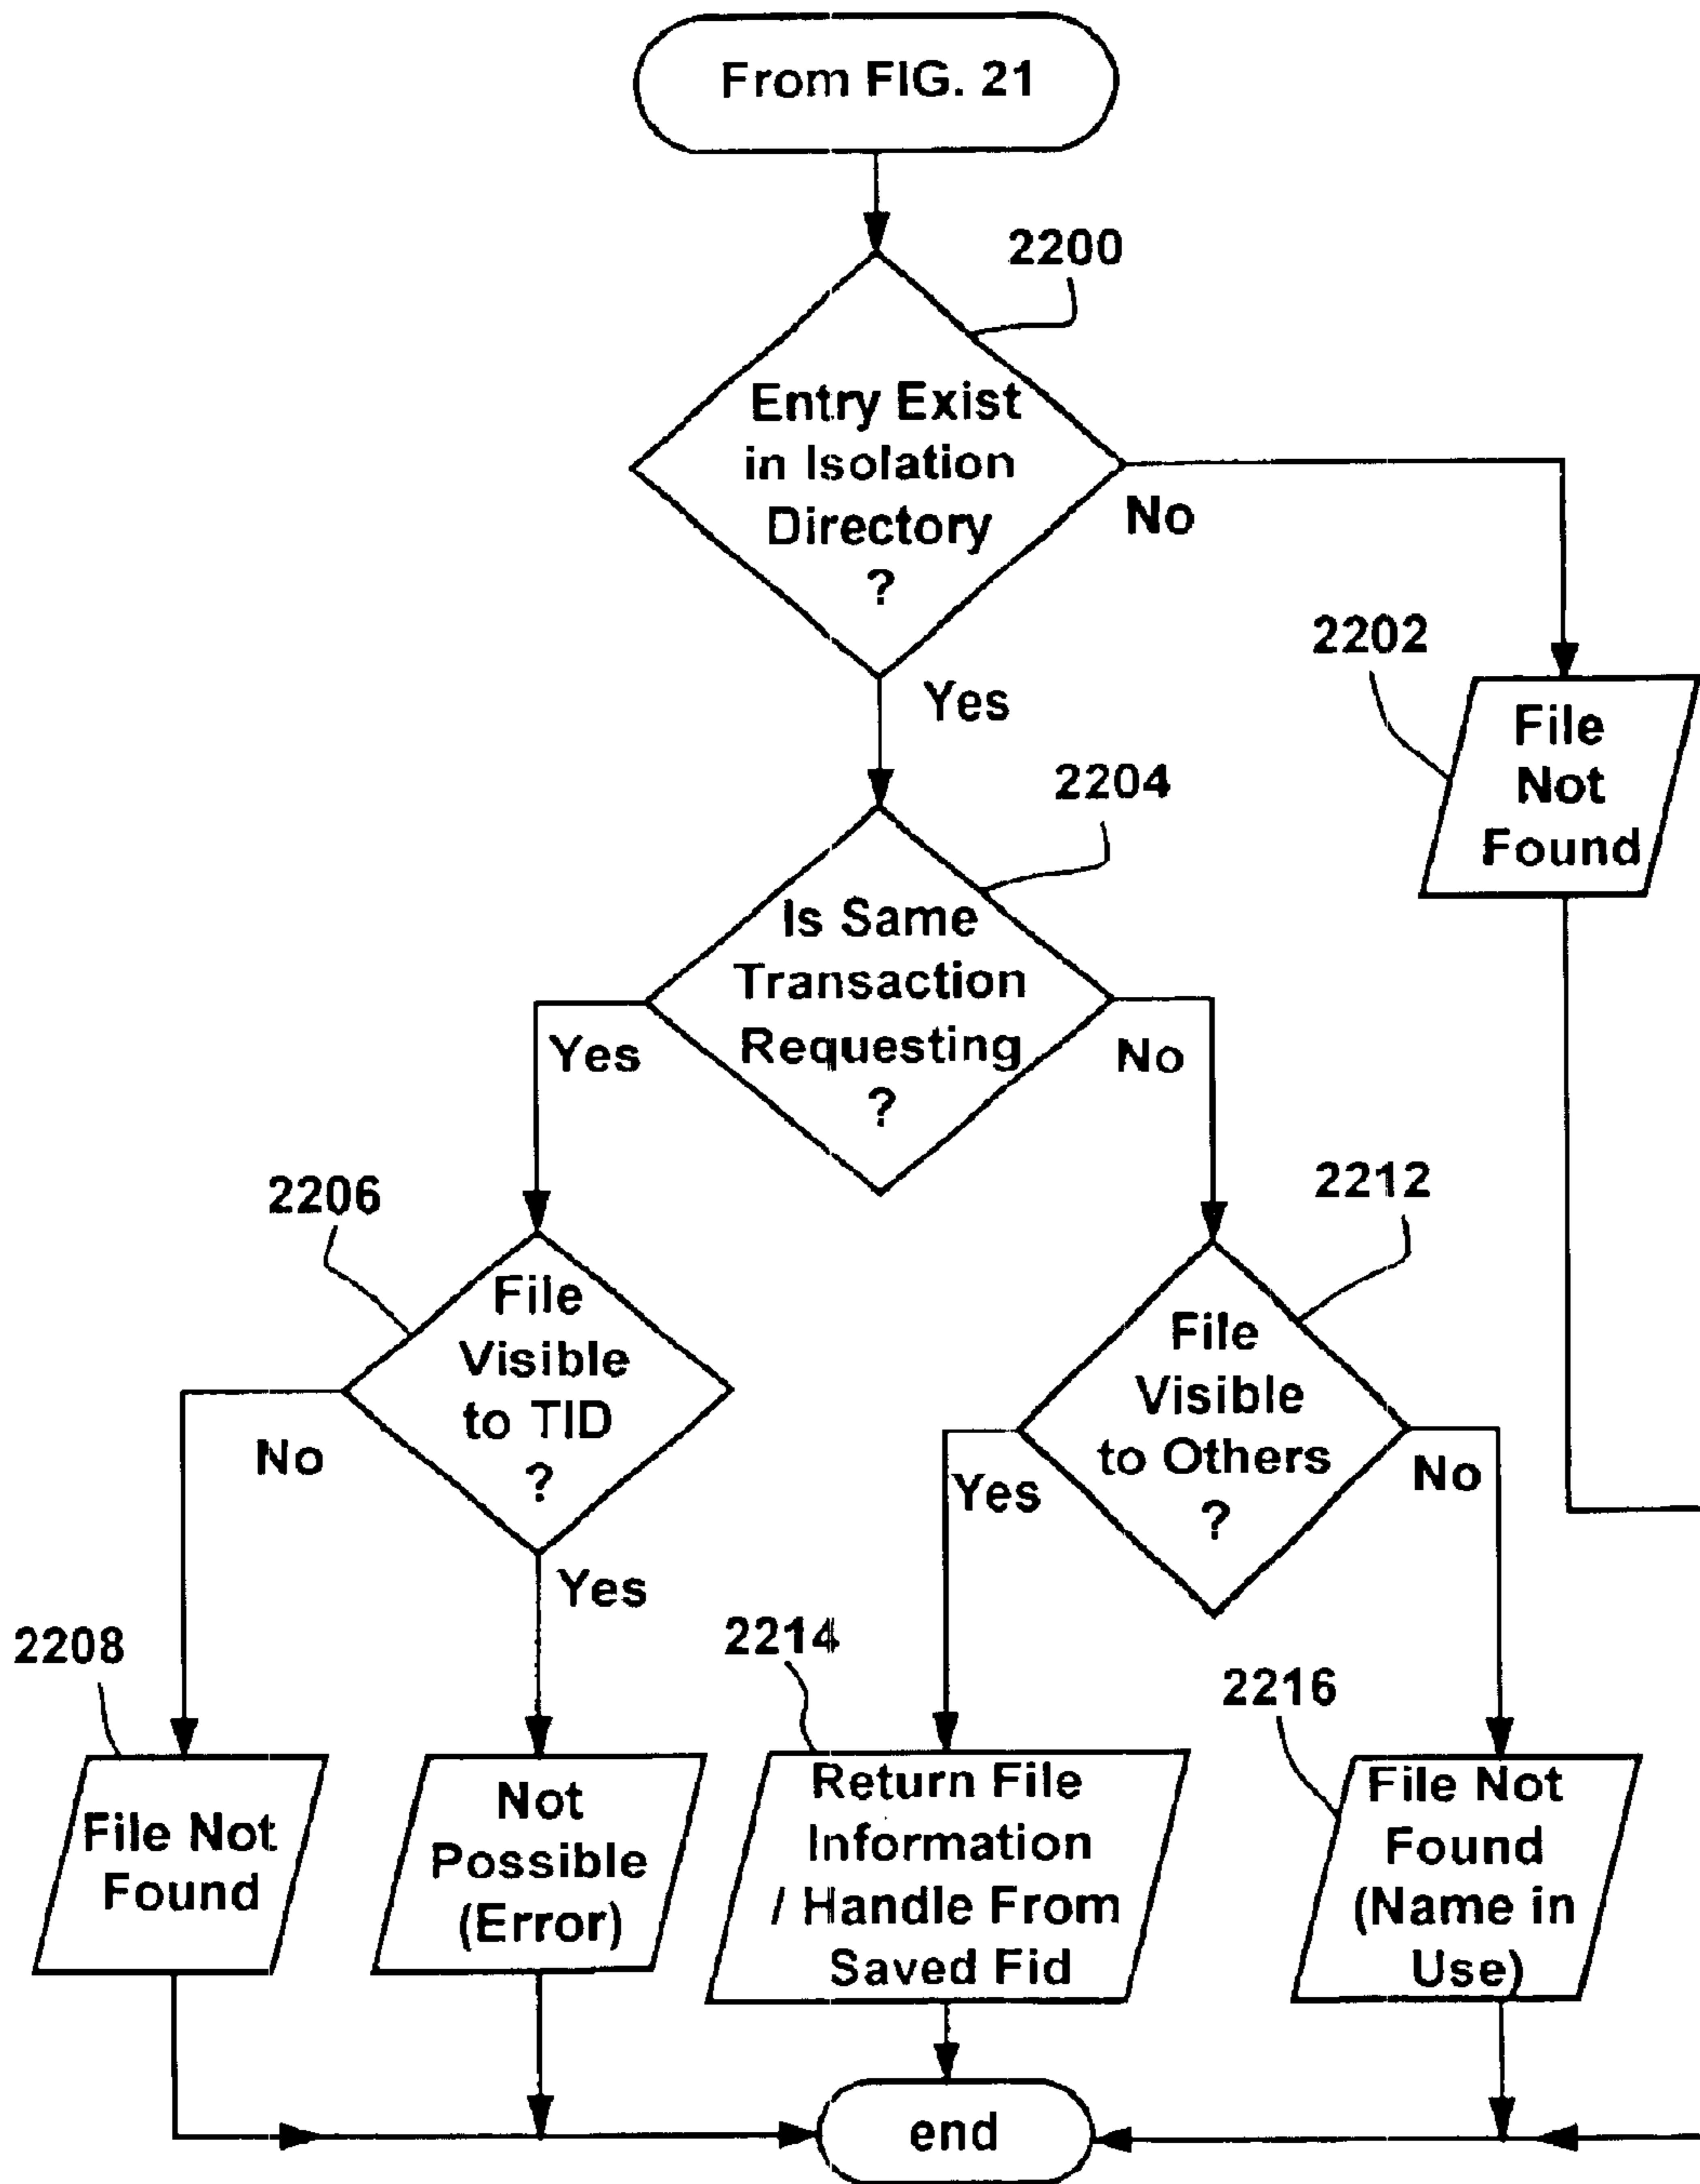 From FIG. 21
2200
Entry Exist
in Isolation
Directory
?
No
Yes
2202
File
Not
Found
2204
Is Same
Transaction
Requesting
?
Yes
No
2206
File
Visible
to TID
?
No
Yes
2212
File
Visible
to Others
?
Yes
No
2208
File Not
Found
Not
Possible
(Error)
2214
Return File
Information
/ Handle From
Saved Fid
2216
File Not
Found
(Name in
Use)
end